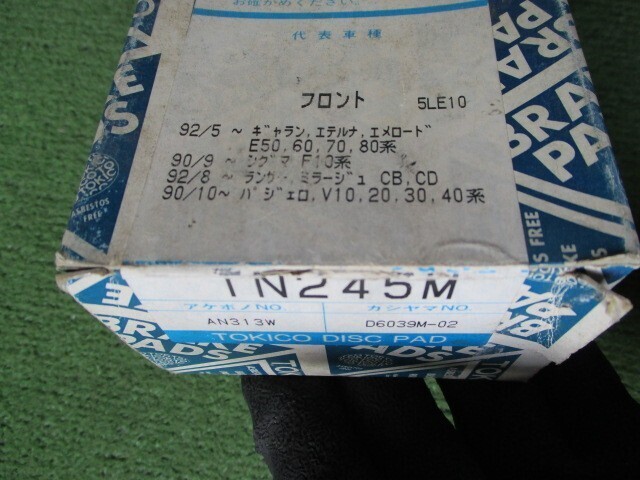 お確かめください。
代表車種
フロント 5LE10
92/5 ~ ギャラン,エテルナ,エメロード
E50,60,70,80系
90/9 ~ シグマ F10系
92/8 ~ ランサー ミラージュ CB,CD
90/10~ パジェロ,V10,20,30,40系
TOKICO
ASBESTOS
FREE
TN245M
アケボノNO. カシヤマNO.
AN313W D6039M-02
TOKICO DISC PAD
BRAKE
PADS